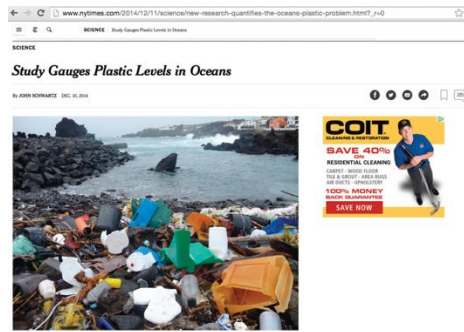 www.nytimes.com/2014/12/11/science/new-research-quantifies-the-oceans-plastic-problem.html?_r=0
SCIENCE Study Gauges Plastic Levels in Oceans
SCIENCE
Study Gauges Plastic Levels in Oceans
By JOHN SCHWARTZ DEC. 10, 2014
COIT
CLEANING & RESTORATION
SAVE 40%
ON
RESIDENTIAL CLEANING
CARPET - WOOD FLOOR
TILE & GROUT - AREA RUGS
AIR DUCTS - UPHOLSTERY
100% MONEY
BACK GUARANTEE
SAVE NOW